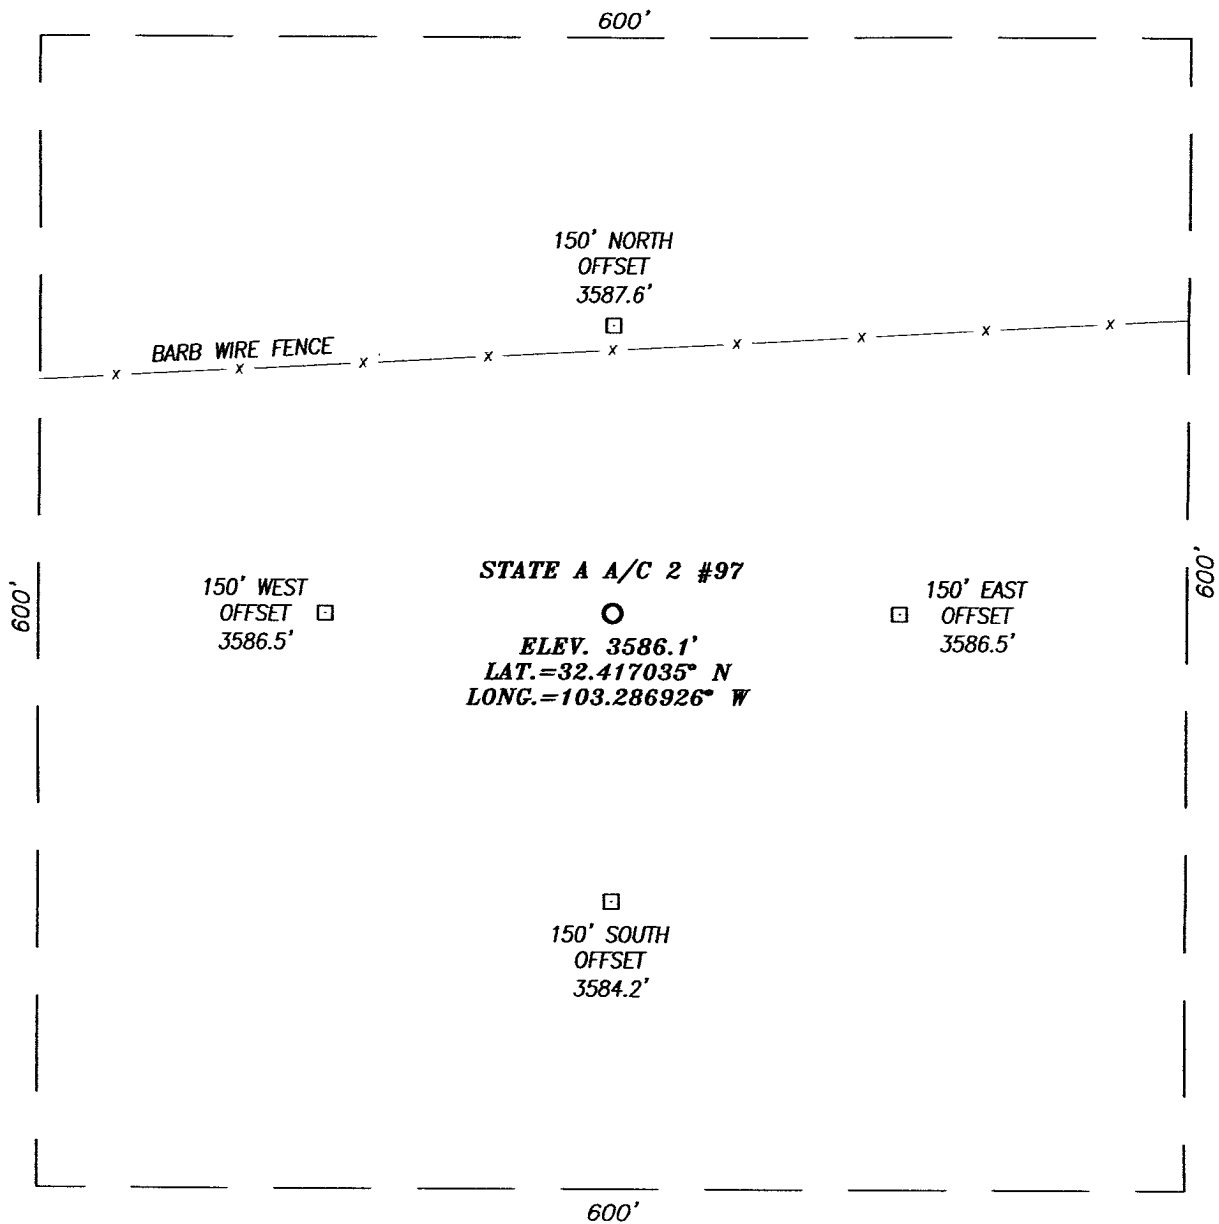 600'
150' NORTH
OFFSET
3587.6'
BARB WIRE FENCE
x x x x x x x x x
600'
600'
STATE A A/C 2 #97
150' WEST
OFFSET
3586.5'
150' EAST
OFFSET
3586.5'
ELEV. 3586.1'
LAT.=32.417035° N
LONG.=103.286926° W
150' SOUTH
OFFSET
3584.2'
600'